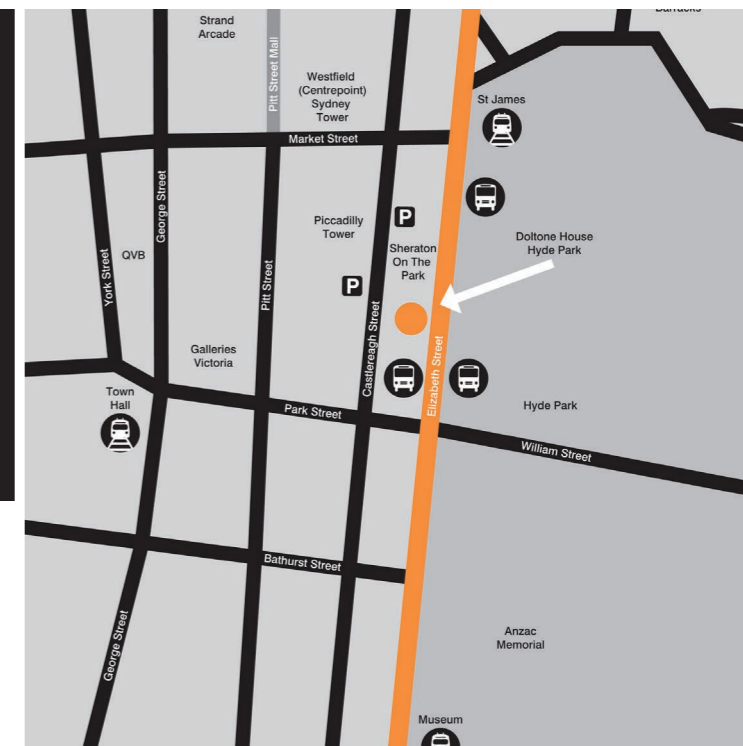 Barracks
Strand
Arcade
Pitt Street Mall
Westfield
(Centrepoint)
Sydney
Tower
St James
Market Street
George Street
Piccadilly
Tower
P
Sheraton
On The
Park
Doltone House
Hyde Park
QVB
York Street
Pitt Street
P
Castlereagh Street
Elizabeth Street
Galleries
Victoria
Town
Hall
Park Street
Hyde Park
William Street
Bathurst Street
George Street
Anzac
Memorial
Museum